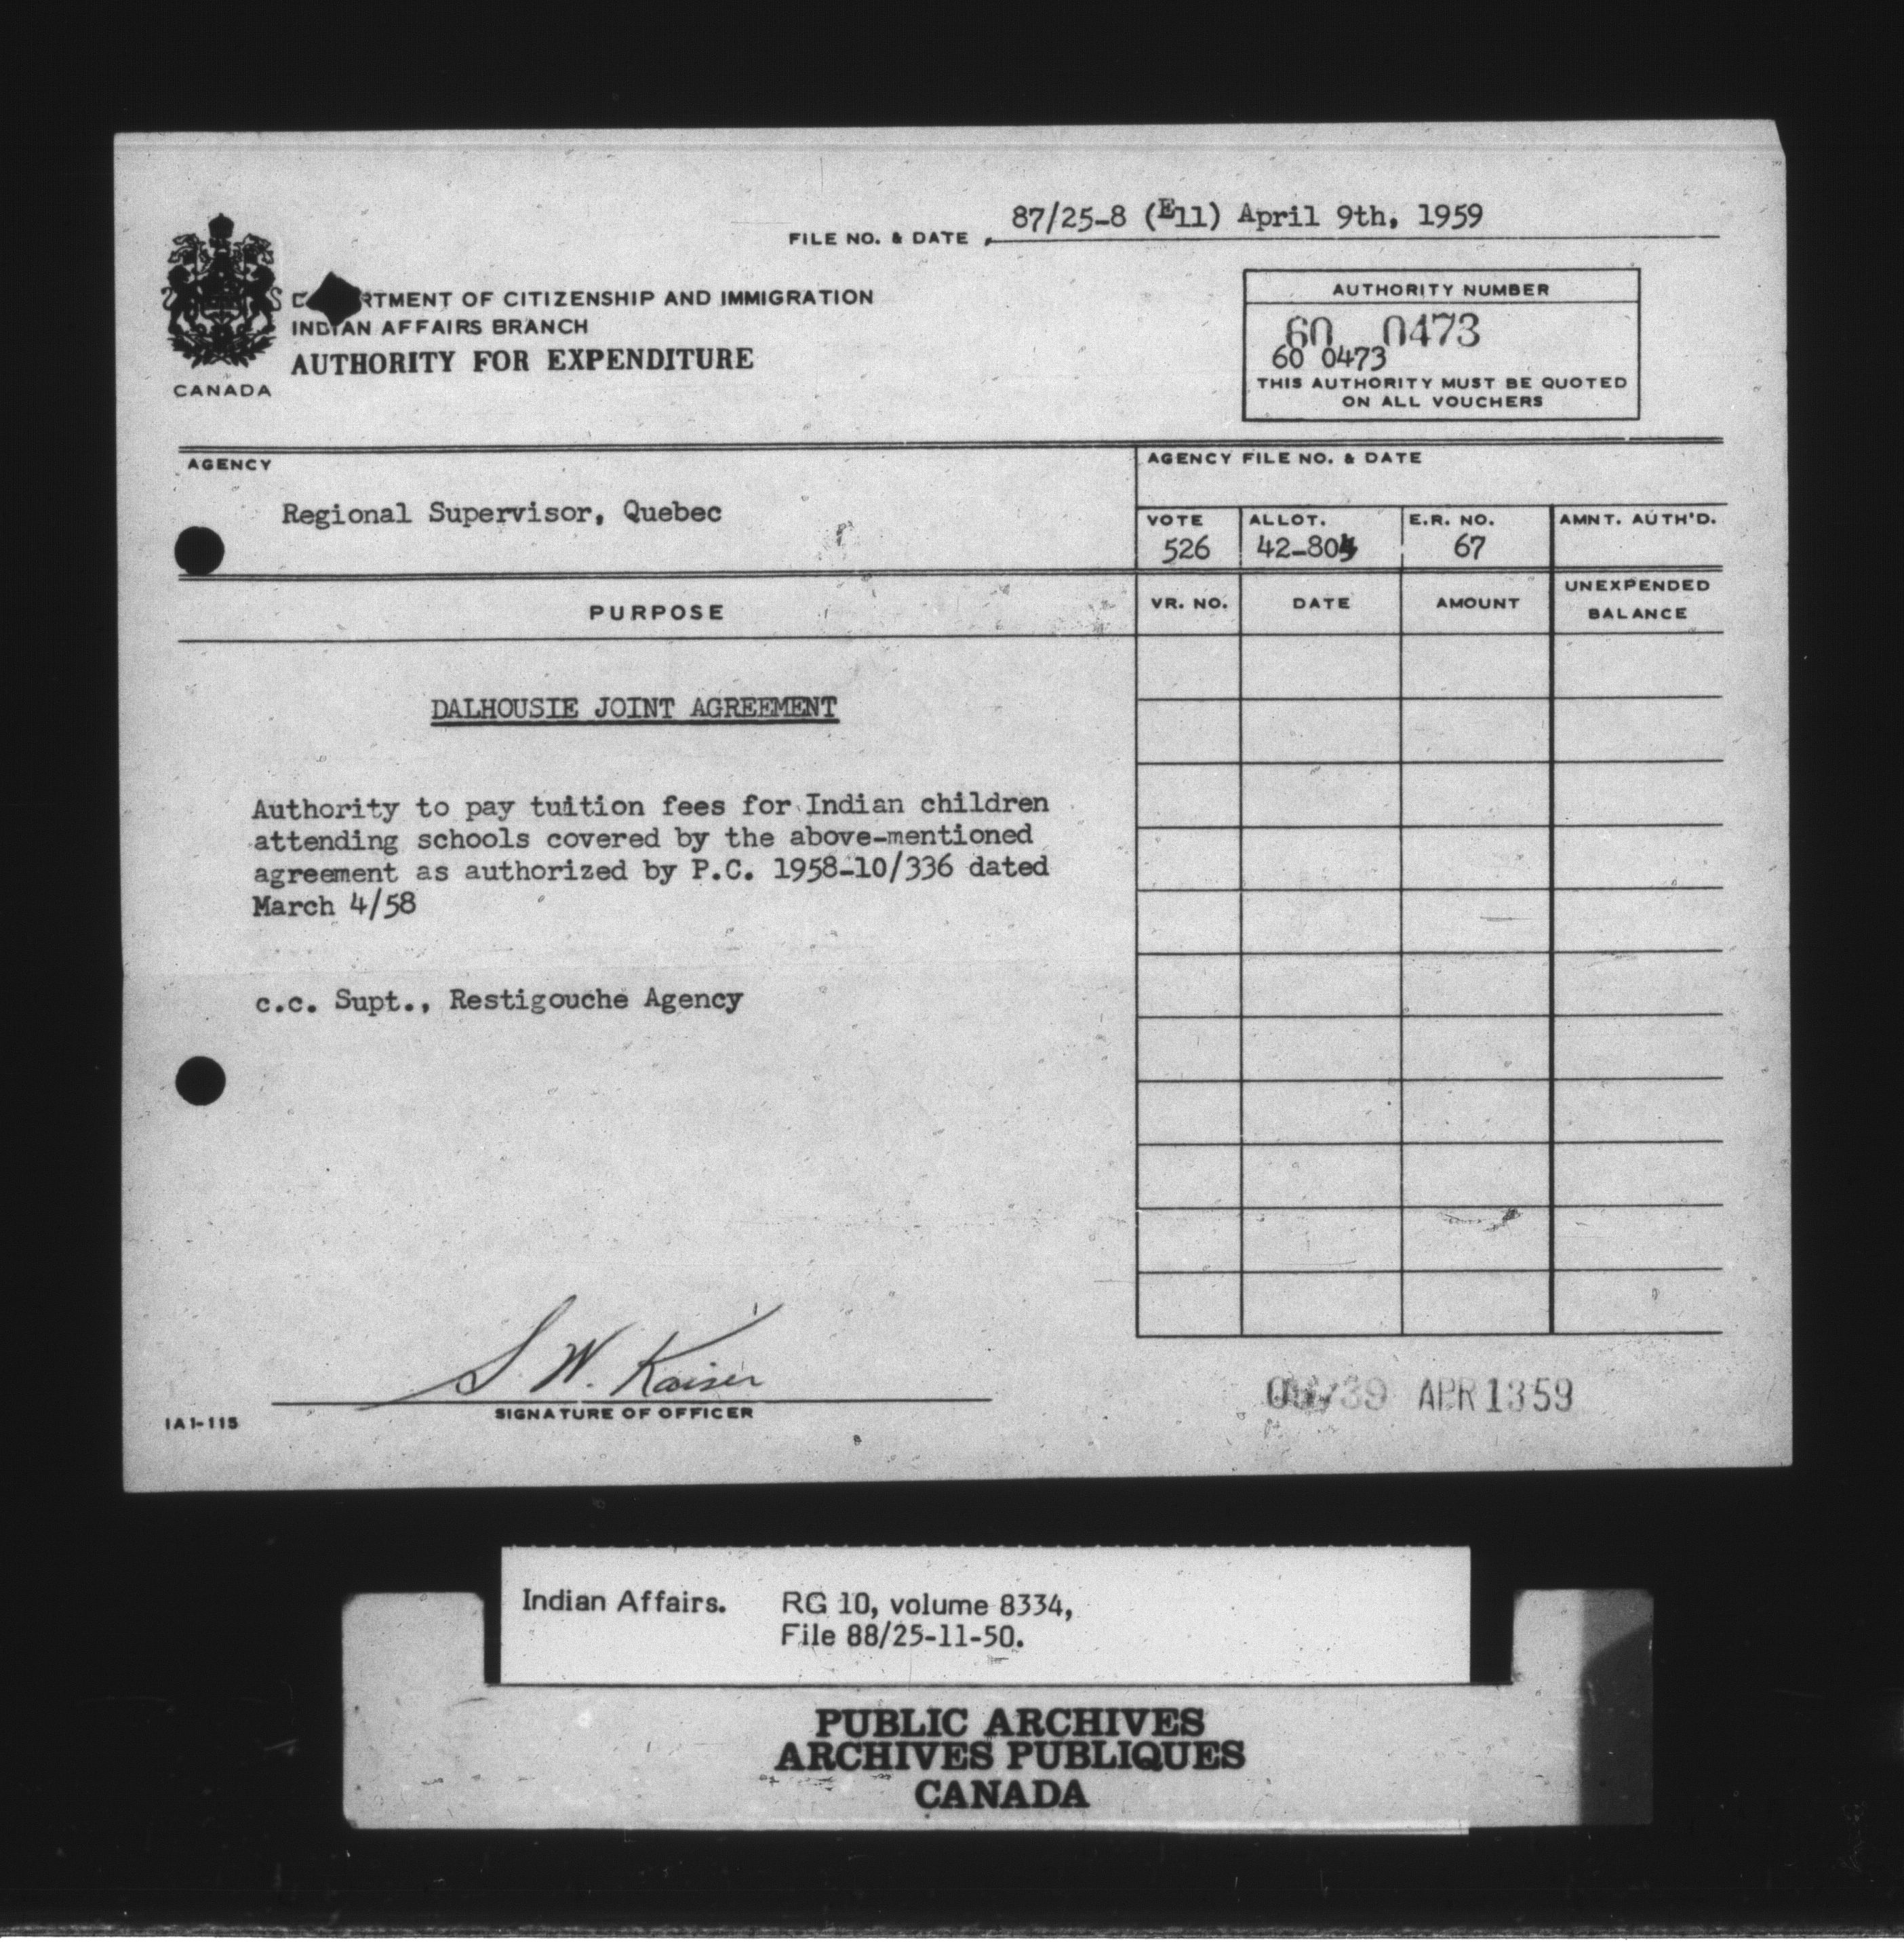 87/25-8 (E11) April 9th, 1959
FILE NO. & DATE
RTMENT OF CITIZENSHIP AND IMMIGRATION
INDIAN AFFAIRS BRANCH
AUTHORITY FOR EXPENDITURE
CANADA
AUTHORITY NUMBER
60 0473
60 0473
THIS AUTHORITY MUST BE QUOTED
ON ALL VOUCHERS
AGENCY
Regional Supervisor, Quebec
AGENCY FILE NO. & DATE
VOTE ALLOT. E.R. NO. AMNT. AUTH'D.
526 67
PURPOSE
VR. NO. DATE AMOUNT UNEXPENDED BALANCE
DALHOUSIE JOINT AGREEMENT
Authority to pay tuition fees for Indian children
attending schools covered by the above-mentioned
agreement as authorized by P.C. 1958-10/336 dated
March 4/58
c.c. Supt., Restigouche Agency
S. W. Kaiser
SIGNATURE OF OFFICER
IA1-115
APR 13 59
Indian Affairs. RG 10, volume 8334,
File 88/25-11-50.
PUBLIC ARCHIVES
ARCHIVES PUBLIQUES
CANADA